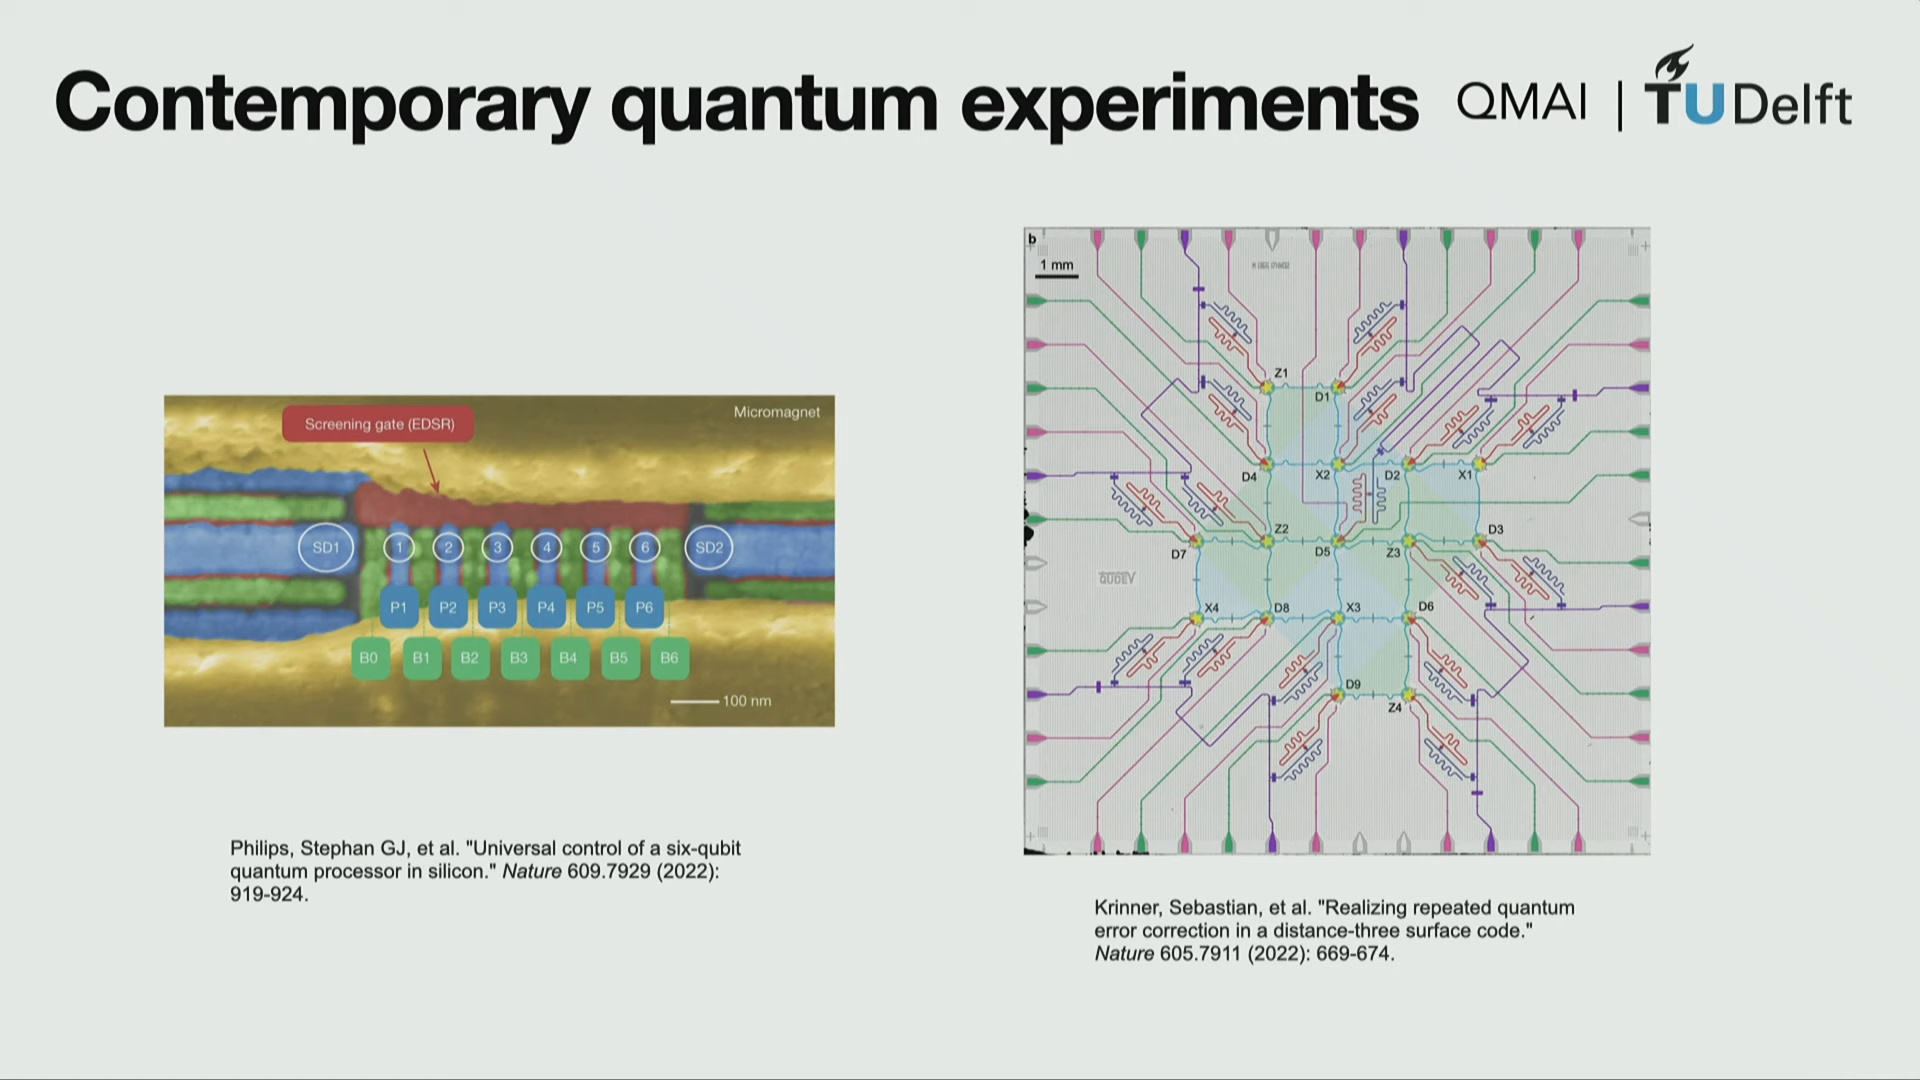 Contemporary quantum experiments
QMAI | TUDelft
Screening gate (EDSR)
Micromagnet
SD1 1 2 3 4 5 6 SD2
P1 P2 P3 P4 P5 P6
B0 B1 B2 B3 B4 B5 B6
100 nm
Philips, Stephan GJ, et al. "Universal control of a six-qubit
quantum processor in silicon." Nature 609.7929 (2022):
919-924.
b
1 mm
Z1
D1
D4 X2 D2 X1
Z2 D3
D7 D5 Z3
X4 D8 X3 D6
D9
Z4
Krinner, Sebastian, et al. "Realizing repeated quantum
error correction in a distance-three surface code."
Nature 605.7911 (2022): 669-674.